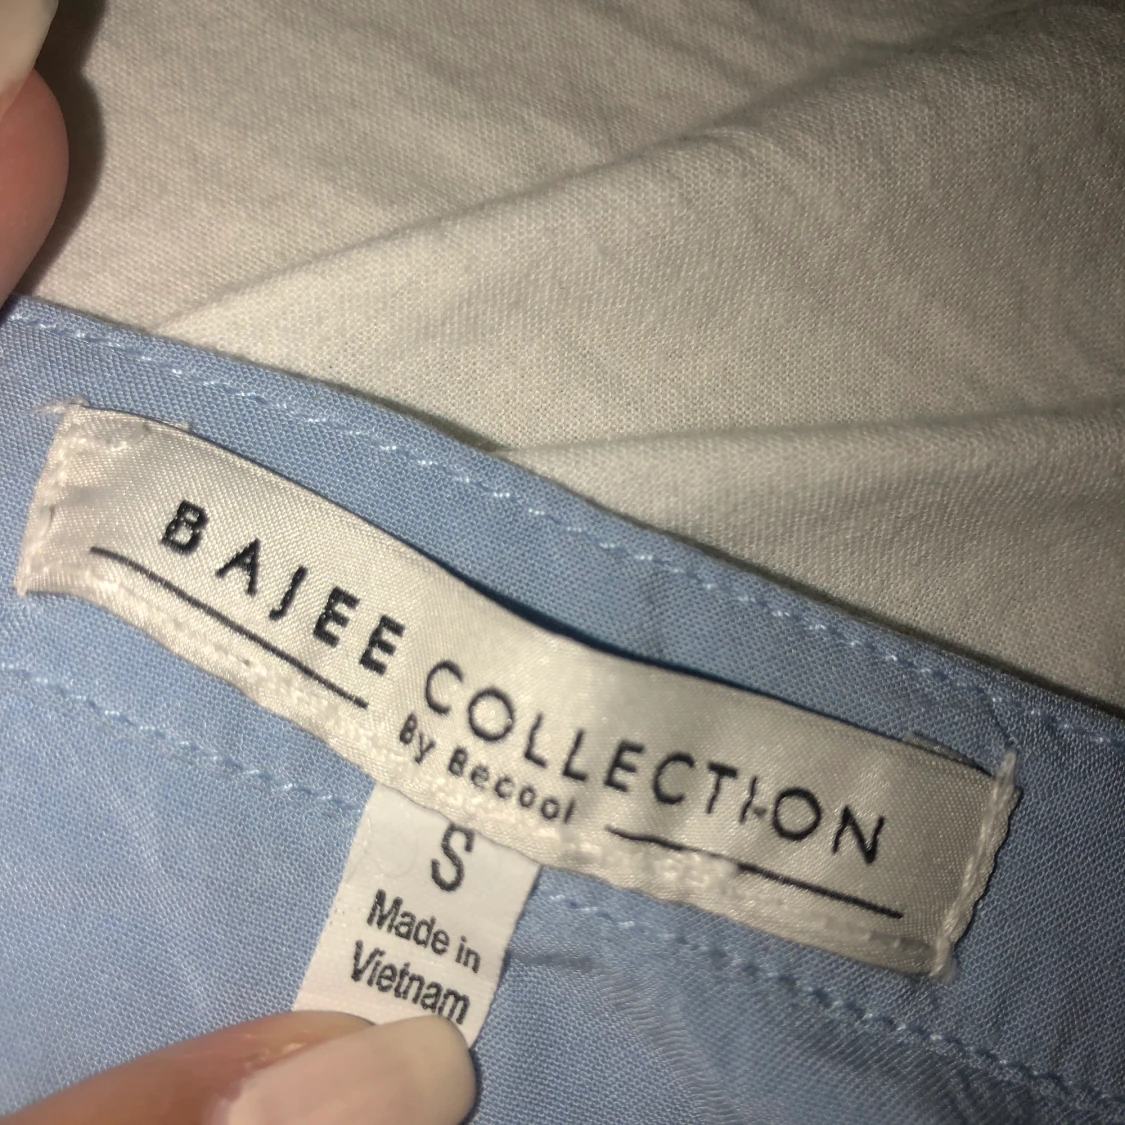 BAJEE COLLECTION
By Becool
S
Made in
Vietnam